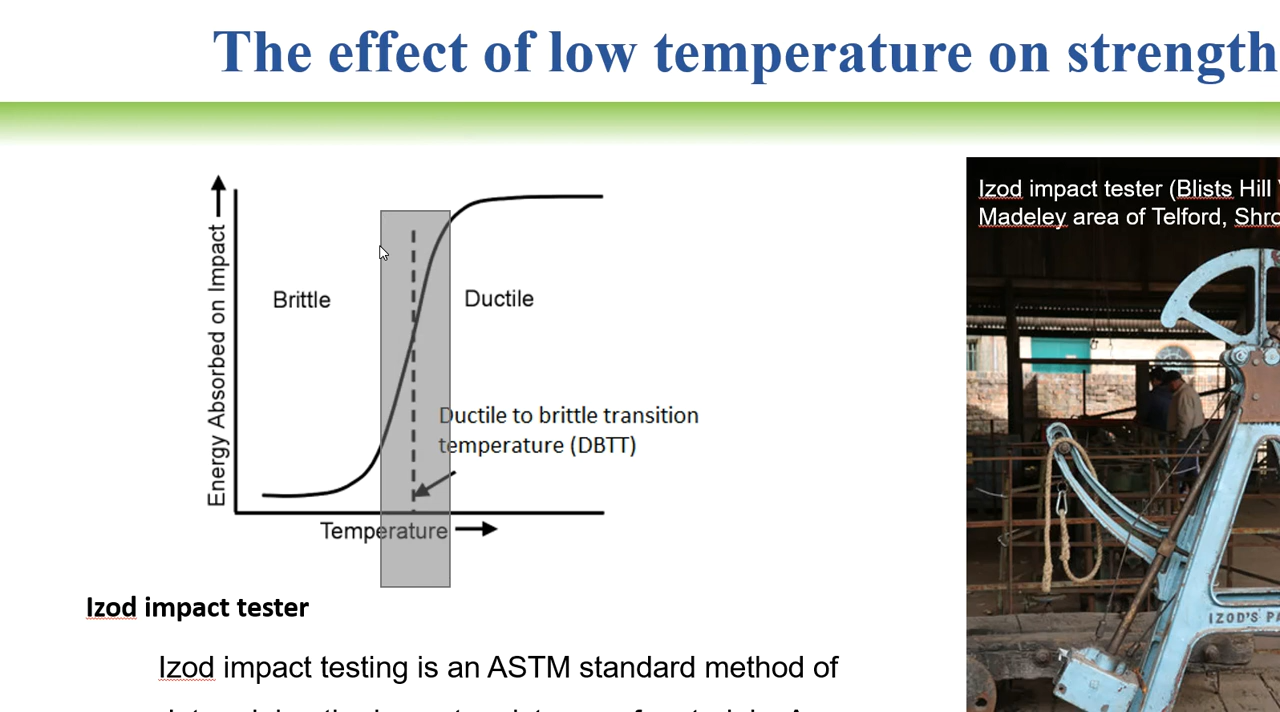 The effect of low temperature on strength
Energy Absorbed on Impact
Brittle
Ductile
Ductile to brittle transition
temperature (DBTT)
Temperature
Izod impact tester
Izod impact testing is an ASTM standard method of
Izod impact tester (Blists Hill
Madeley area of Telford,
IZOD'S